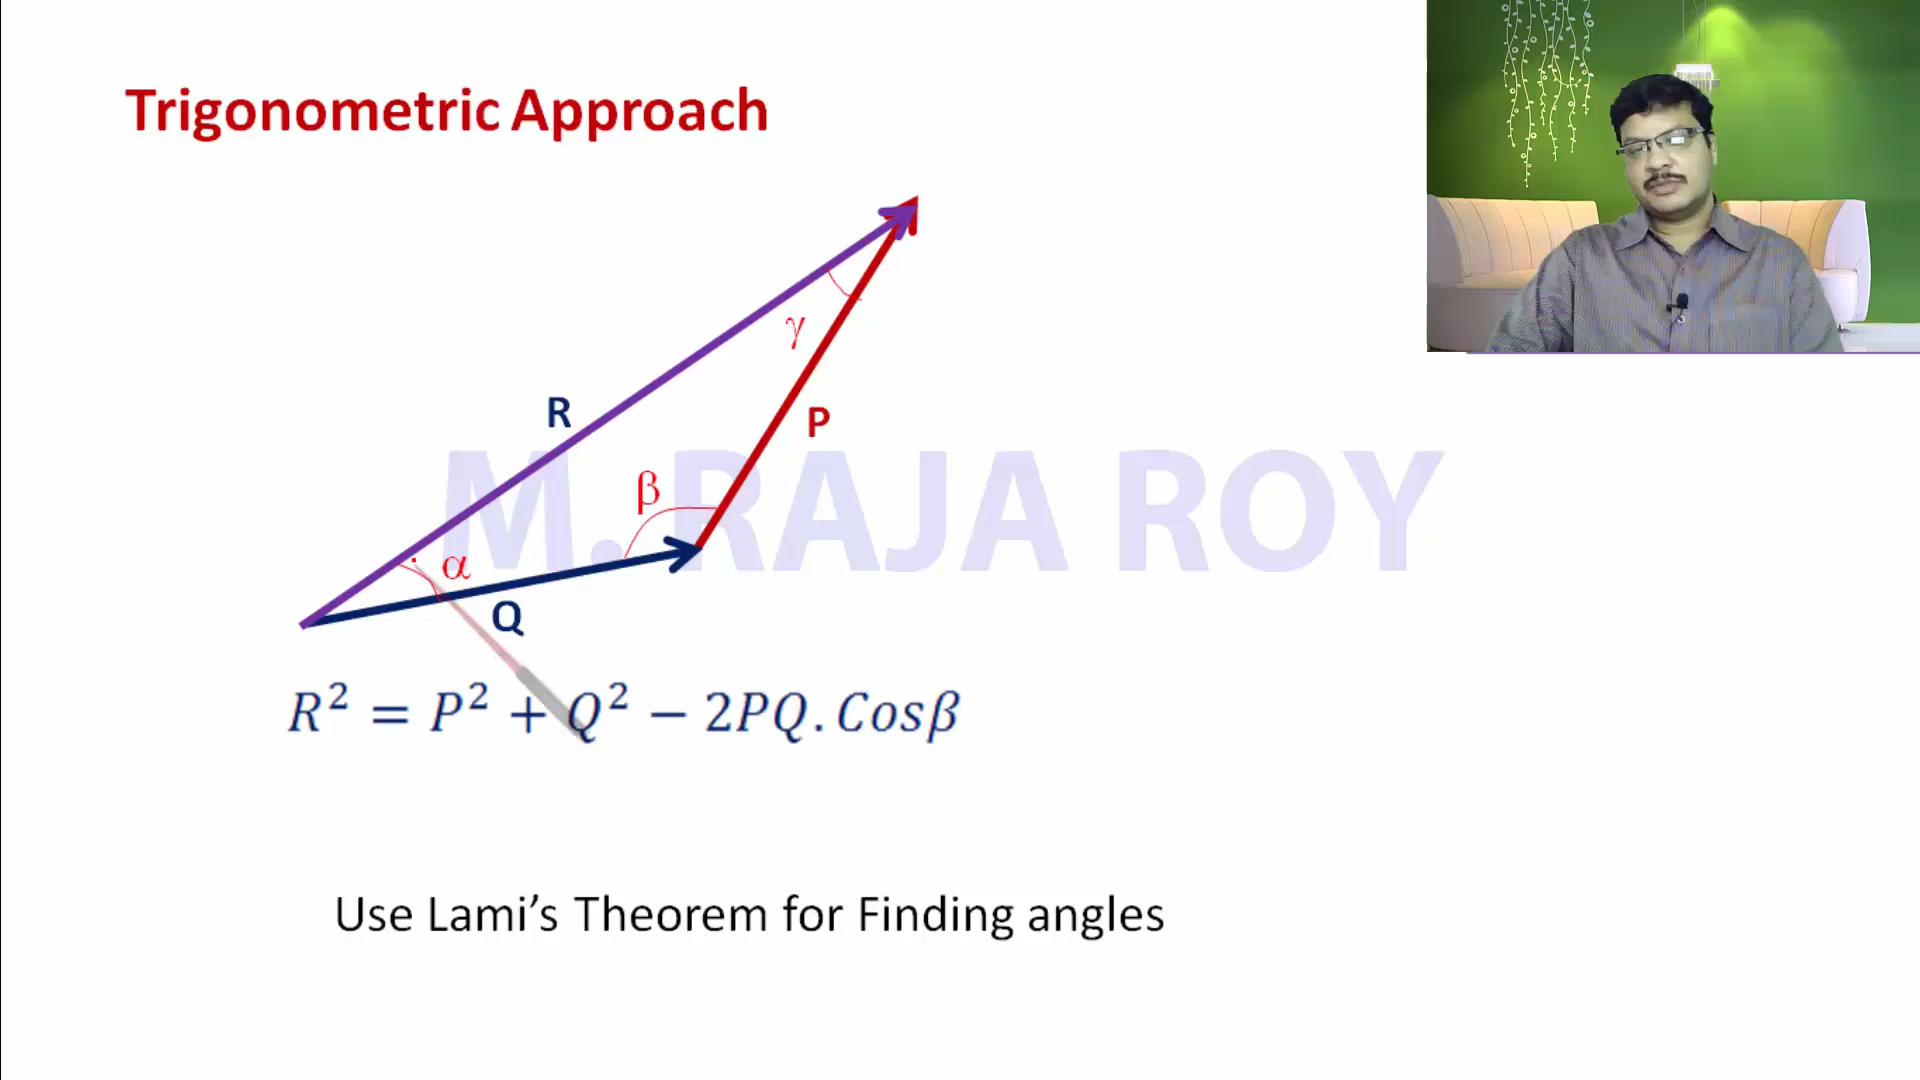 Trigonometric Approach
γ
R
P
β
M. RAJA ROY
α
Q
R² = P² + Q² − 2PQ. Cosβ
Use Lami’s Theorem for Finding angles